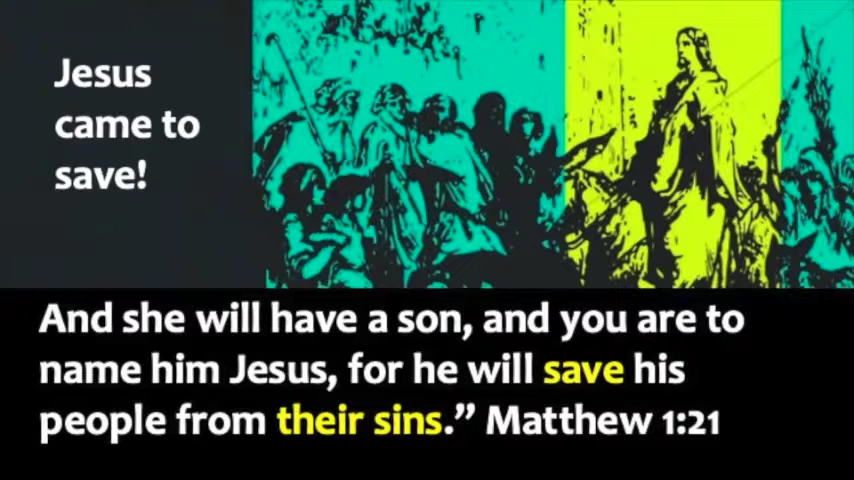 Jesus
came to
save!
And she will have a son, and you are to
name him Jesus, for he will save his
people from their sins.” Matthew 1:21